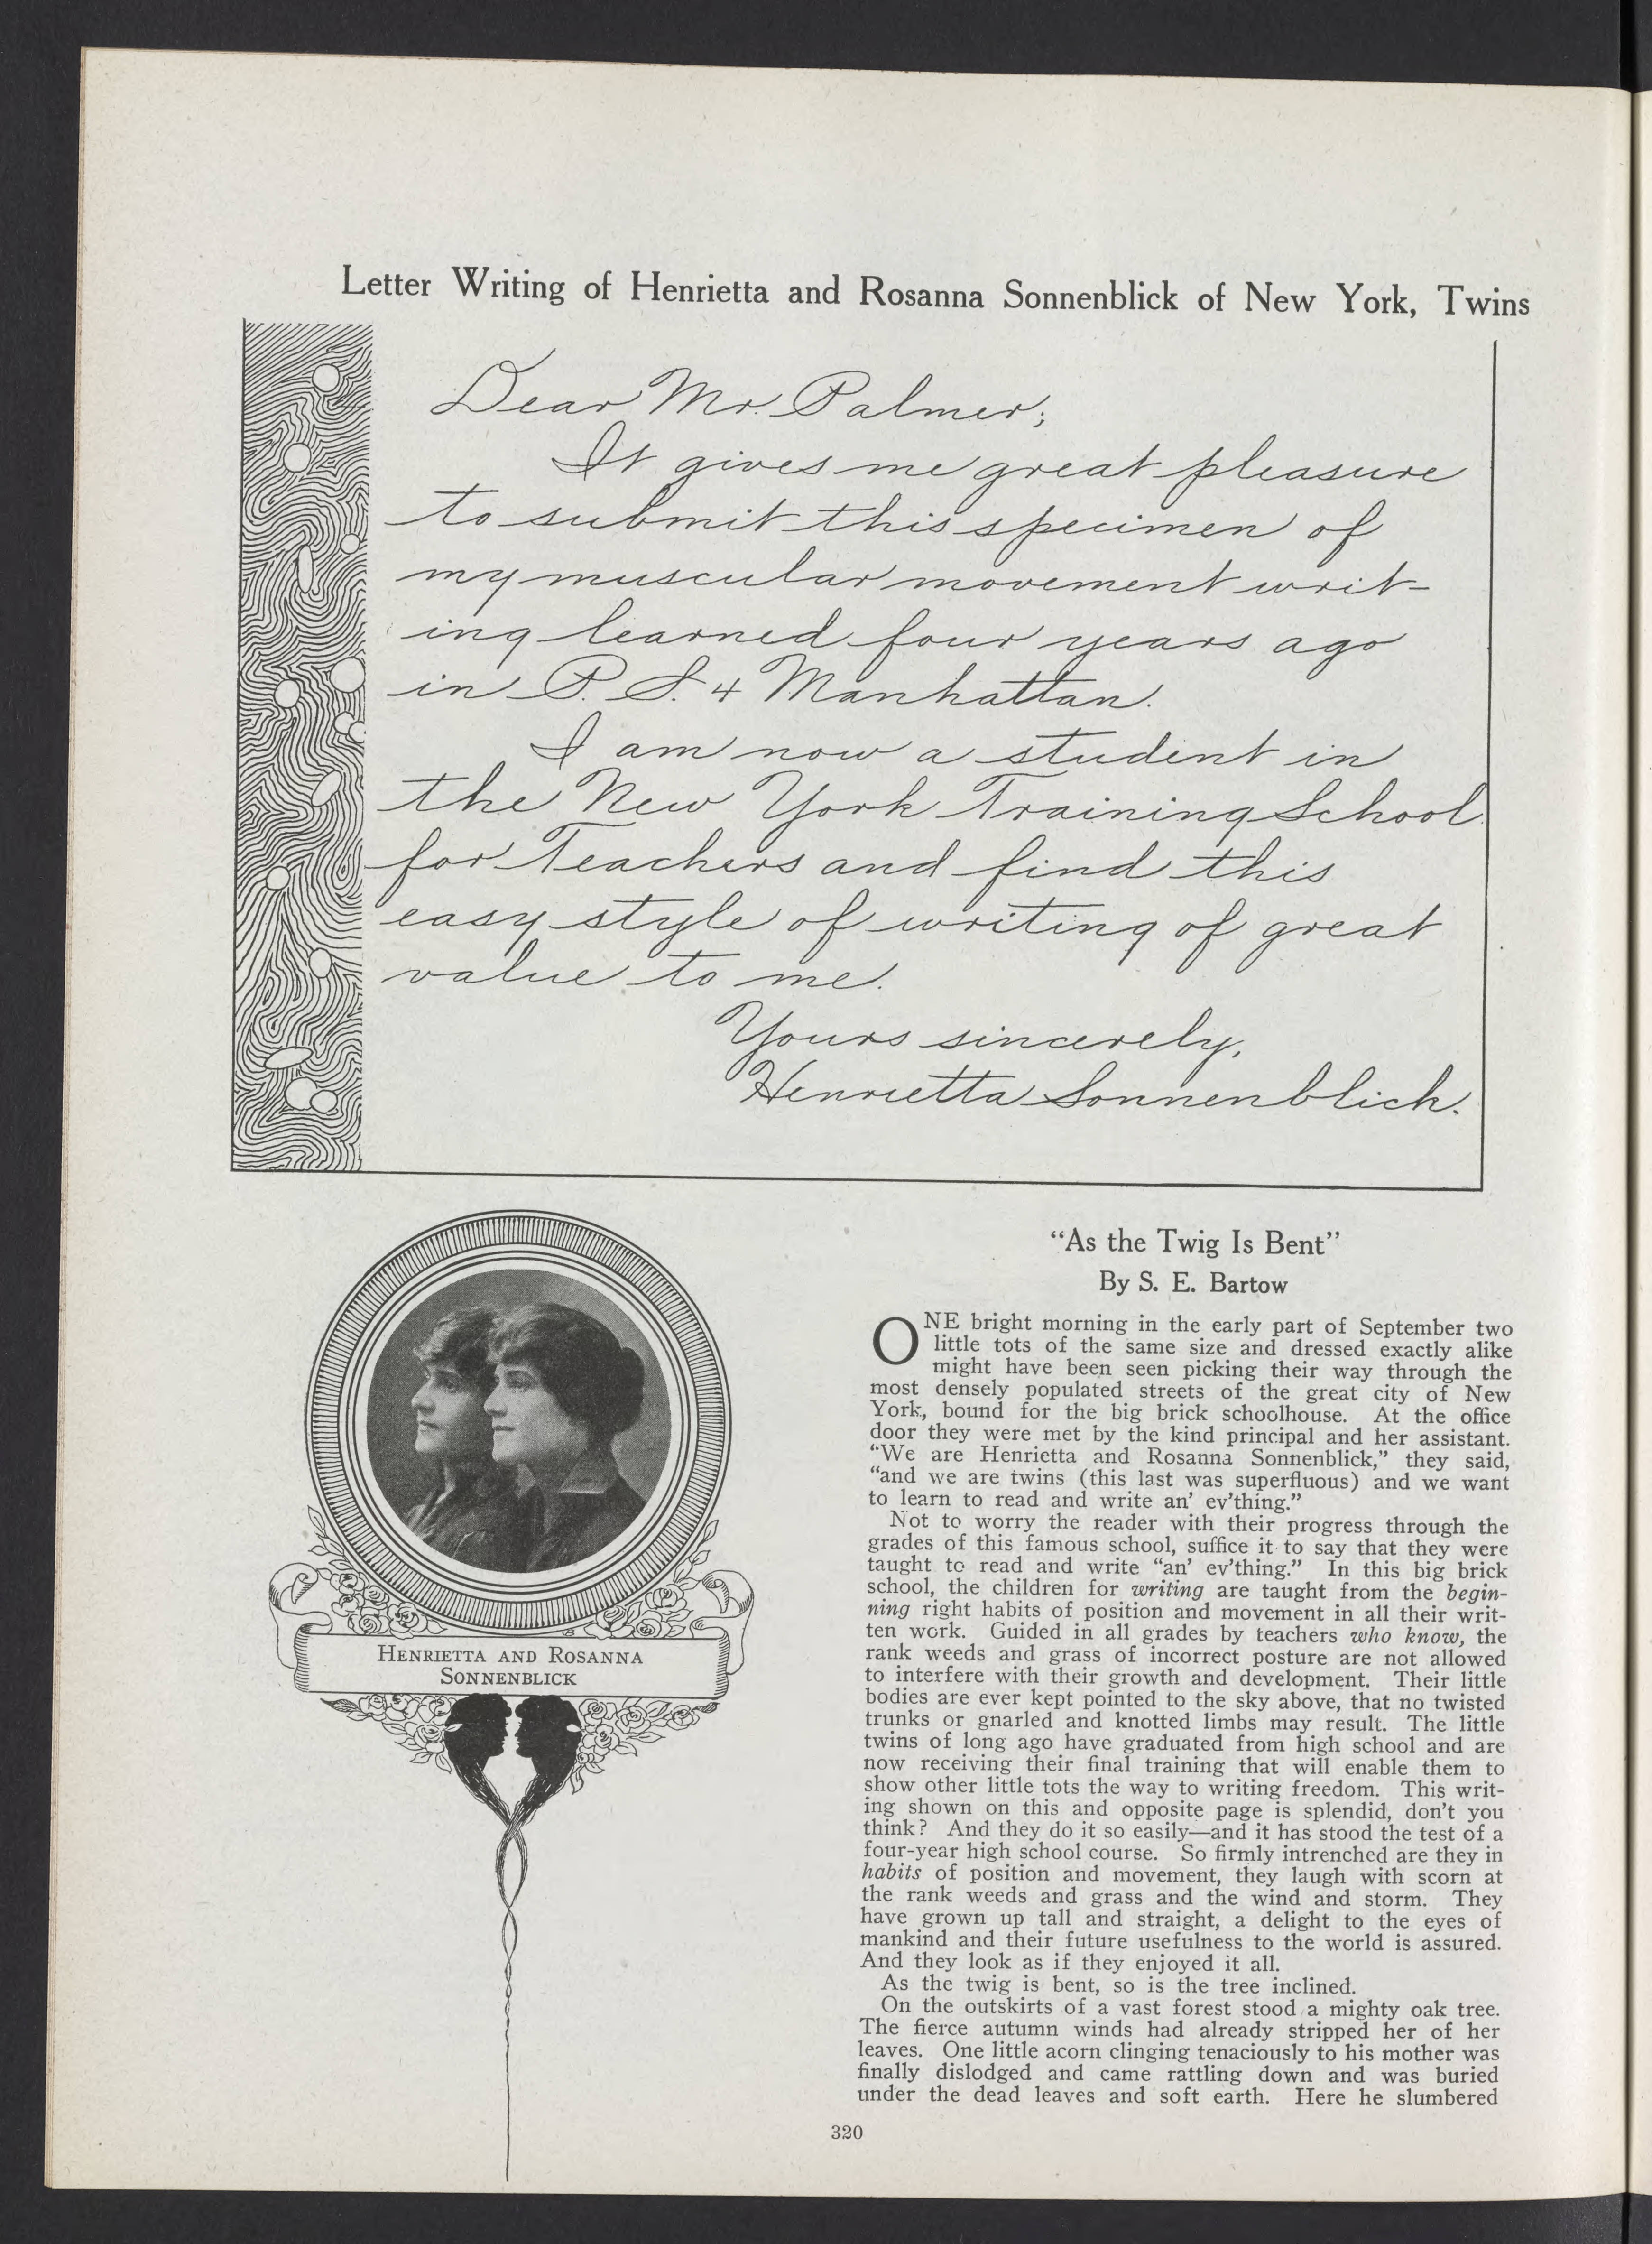 Letter Writing of Henrietta and Rosanna Sonnenblick of New York, Twins
Dear Mr. Palmer;
It gives me great pleasure
to submit this specimen of
my muscular movement writ-
ing learned four years ago
in P. S. 4 Manhattan.
I am now a student in
the New York Training School
for Teachers and find this
easy style of writing of great
value to me.
Yours sincerely,
Henrietta Sonnenblick.
HENRIETTA AND ROSANNA
SONNENBLICK
"As the Twig Is Bent"
By S. E. Bartow
ONE bright morning in the early part of September two
little tots of the same size and dressed exactly alike
might have been seen picking their way through the
most densely populated streets of the great city of New
York, bound for the big brick schoolhouse. At the office
door they were met by the kind principal and her assistant.
"We are Henrietta and Rosanna Sonnenblick," they said,
"and we are twins (this last was superfluous) and we want
to learn to read and write an' ev'thing."
Not to worry the reader with their progress through the
grades of this famous school, suffice it to say that they were
taught to read and write "an' ev'thing." In this big brick
school, the children for writing are taught from the begin-
ning right habits of position and movement in all their writ-
ten work. Guided in all grades by teachers who know, the
rank weeds and grass of incorrect posture are not allowed
to interfere with their growth and development. Their little
bodies are ever kept pointed to the sky above, that no twisted
trunks or gnarled and knotted limbs may result. The little
twins of long ago have graduated from high school and are
now receiving their final training that will enable them to
show other little tots the way to writing freedom. This writ-
ing shown on this and opposite page is splendid, don't you
think? And they do it so easily—and it has stood the test of a
four-year high school course. So firmly intrenched are they in
habits of position and movement, they laugh with scorn at
the rank weeds and grass and the wind and storm. They
have grown up tall and straight, a delight to the eyes of
mankind and their future usefulness to the world is assured.
And they look as if they enjoyed it all.
As the twig is bent, so is the tree inclined.
On the outskirts of a vast forest stood a mighty oak tree.
The fierce autumn winds had already stripped her of her
leaves. One little acorn clinging tenaciously to his mother was
finally dislodged and came rattling down and was buried
under the dead leaves and soft earth. Here he slumbered
320